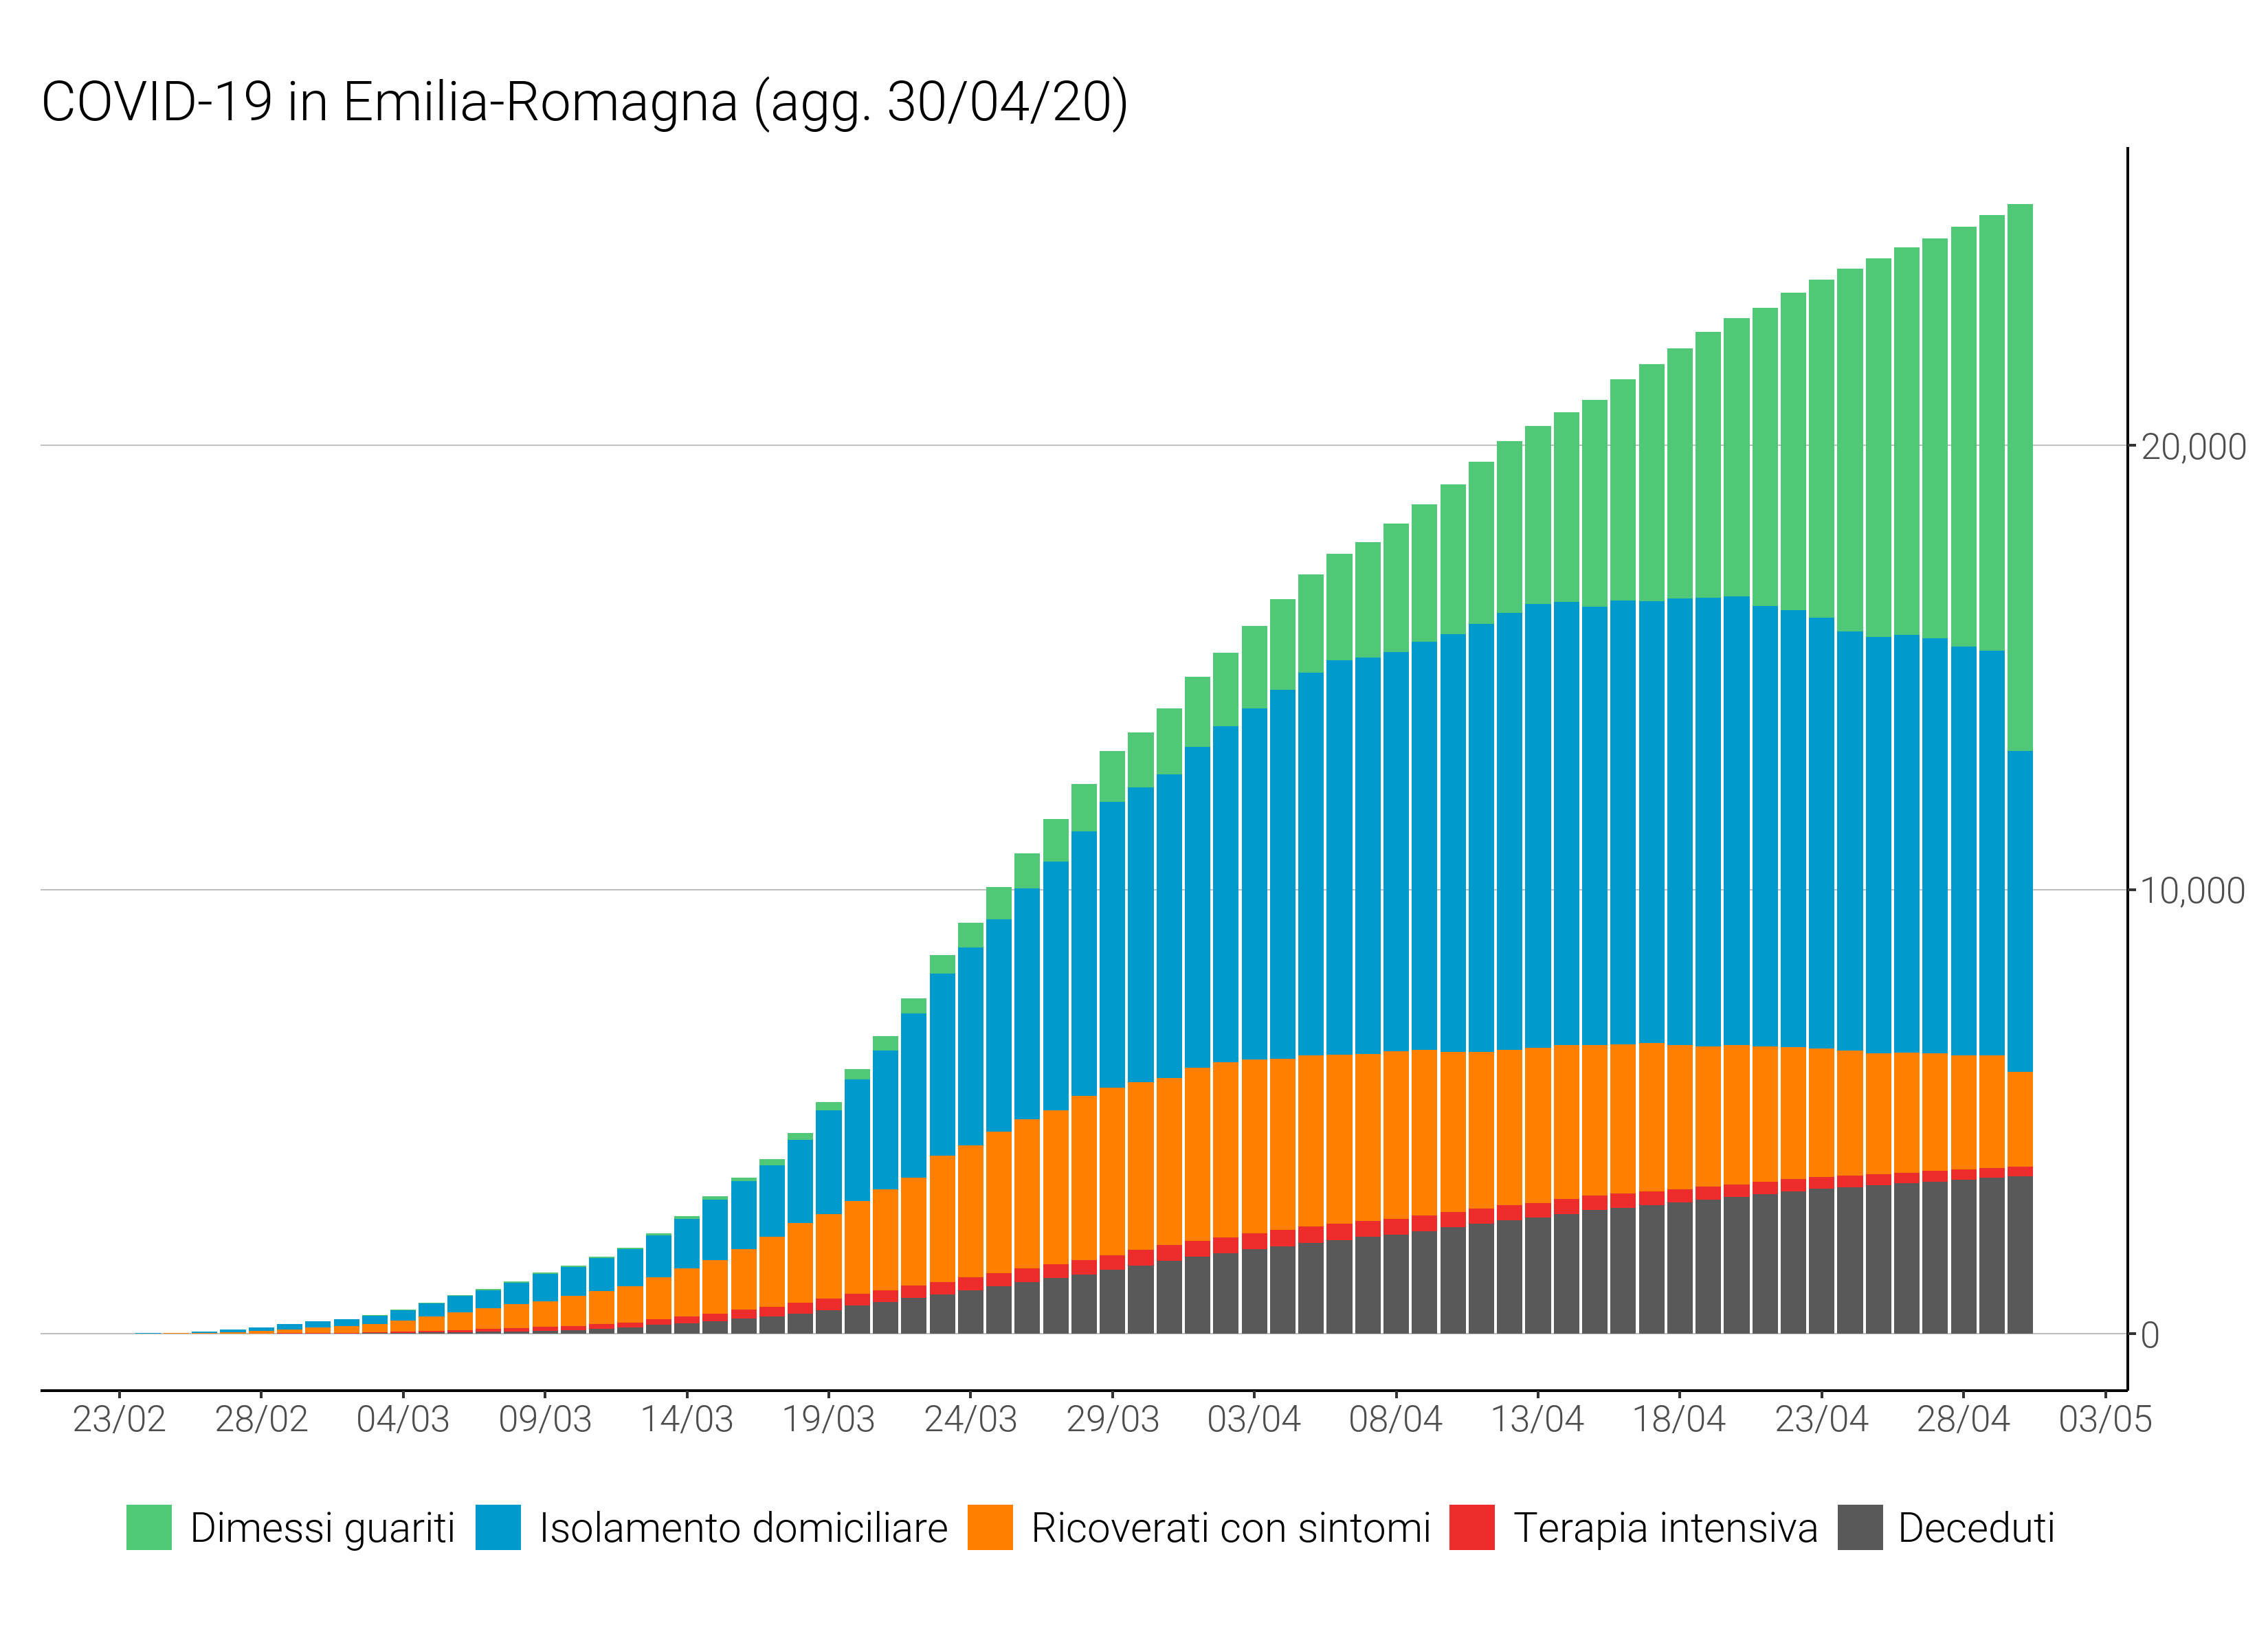 COVID-19 in Emilia-Romagna (agg. 30/04/20)
20,000
10,000
0
23/02 28/02 04/03 09/03 14/03 19/03 24/03 29/03 03/04 08/04 13/04 18/04 23/04 28/04 03/05
Dimessi guariti Isolamento domiciliare Ricoverati con sintomi Terapia intensiva Deceduti